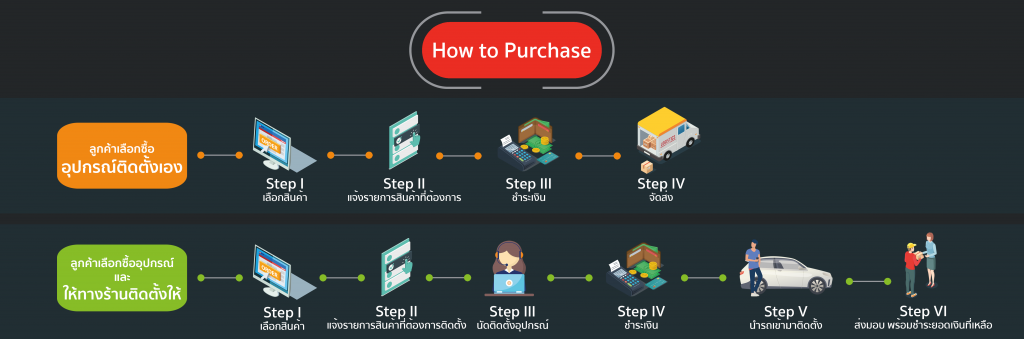 How to Purchase
ลูกค้าเลือกซื้อ
อุปกรณ์ติดตั้งเอง
Step I
เลือกสินค้า
Step II
แจ้งรายการสินค้าที่ต้องการ
Step III
ชำระเงิน
Step IV
จัดส่ง
ลูกค้าเลือกซื้ออุปกรณ์
และ
ให้ทางร้านติดตั้งให้
Step I
เลือกสินค้า
Step II
แจ้งรายการสินค้าที่ต้องการติดตั้ง
Step III
นัดติดตั้งอุปกรณ์
Step IV
ชำระเงิน
Step V
นำรถเข้ามาติดตั้ง
Step VI
ส่งมอบ พร้อมชำระยอดเงินที่เหลือ